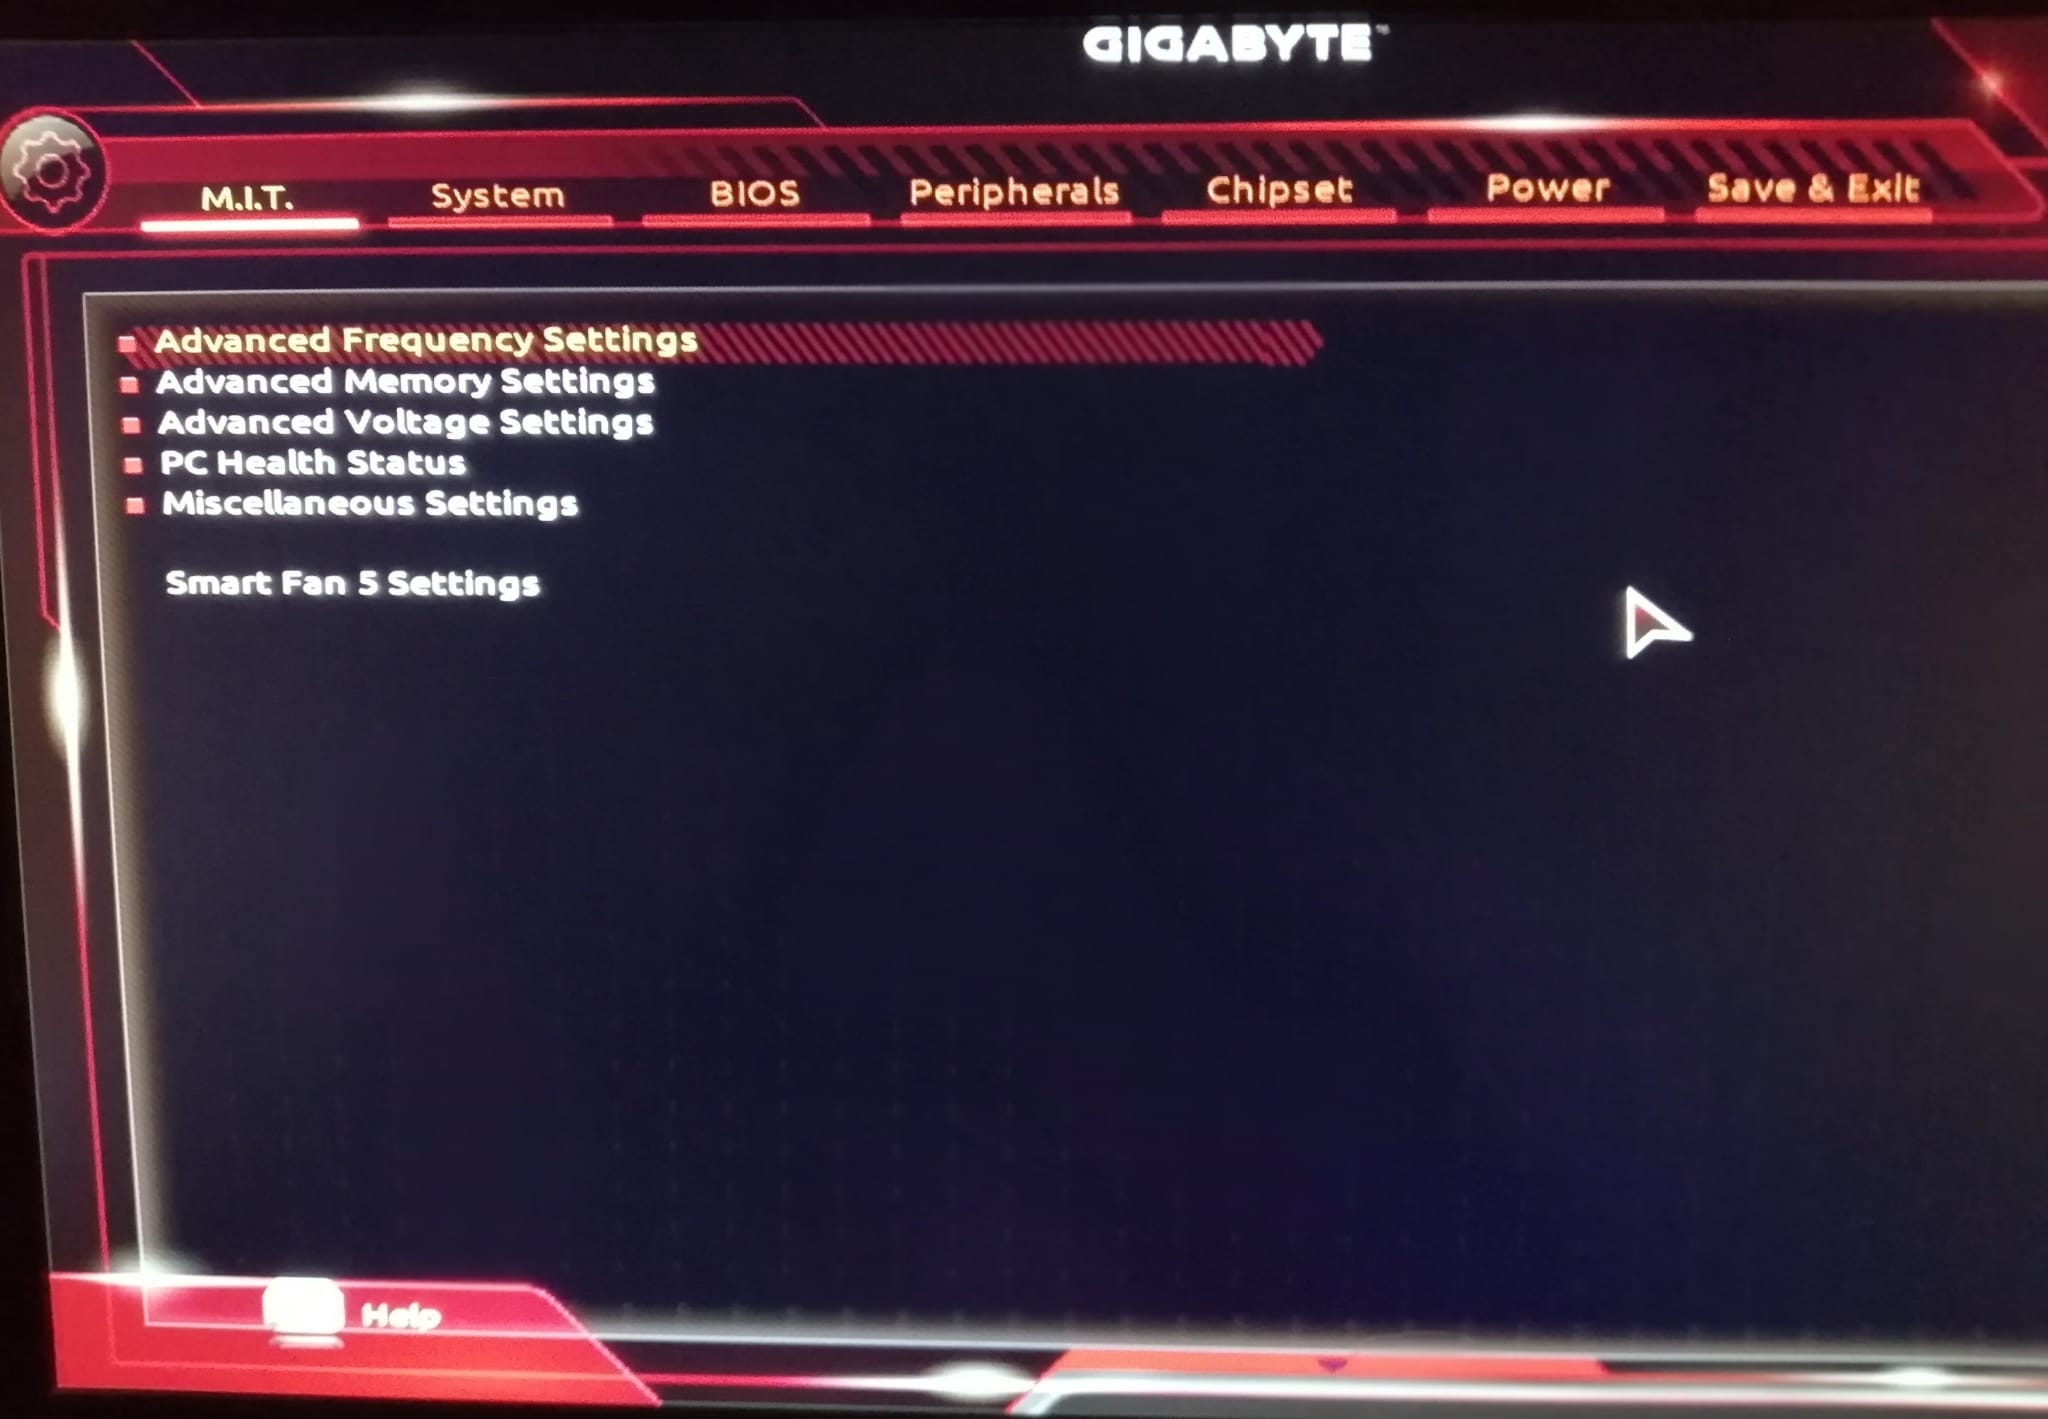 GIGABYTE™
M.I.T. System BIOS Peripherals Chipset Power Save & Exit
Advanced Frequency Settings
Advanced Memory Settings
Advanced Voltage Settings
PC Health Status
Miscellaneous Settings
Smart Fan 5 Settings
Help